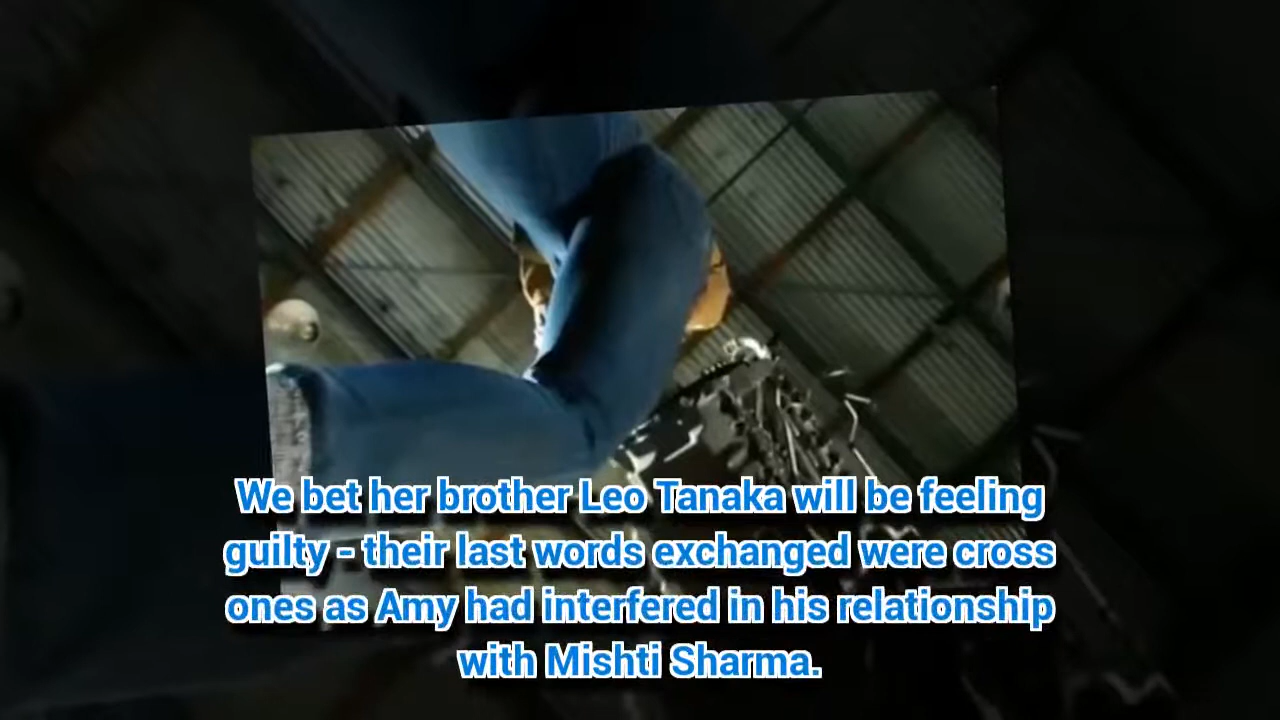 We bet her brother Leo Tanaka will be feeling
guilty - their last words exchanged were cross
ones as Amy had interfered in his relationship
with Mishti Sharma.